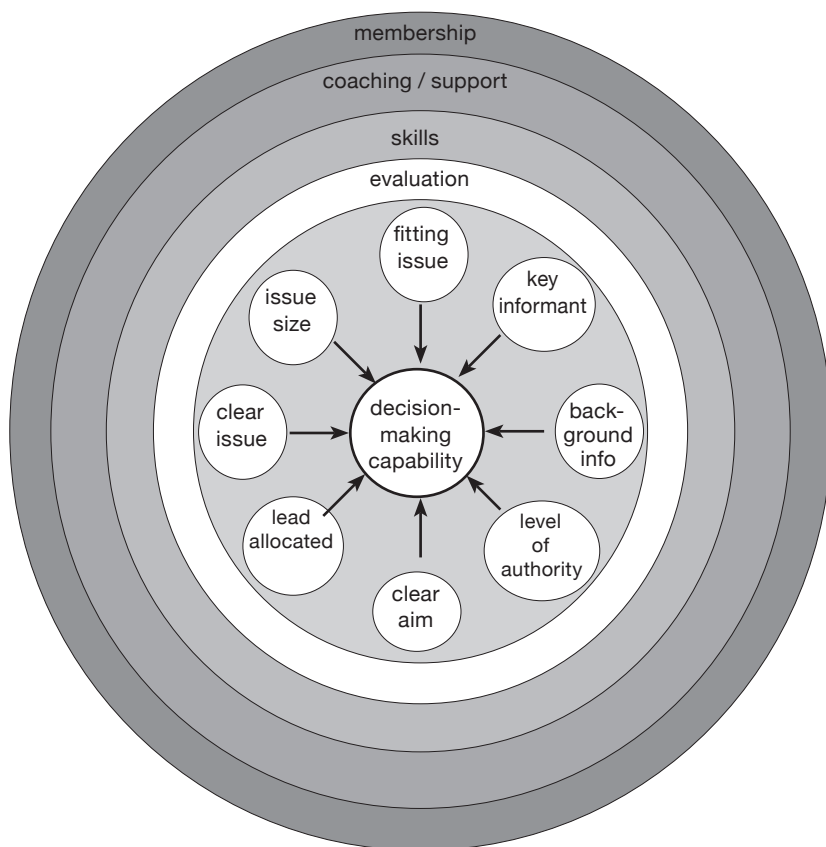 membership
coaching / support
skills
evaluation
fitting
issue
key
informant
issue
size
clear
issue
decision-
making
capability
back-
ground
info
lead
allocated
level
of
authority
clear
aim